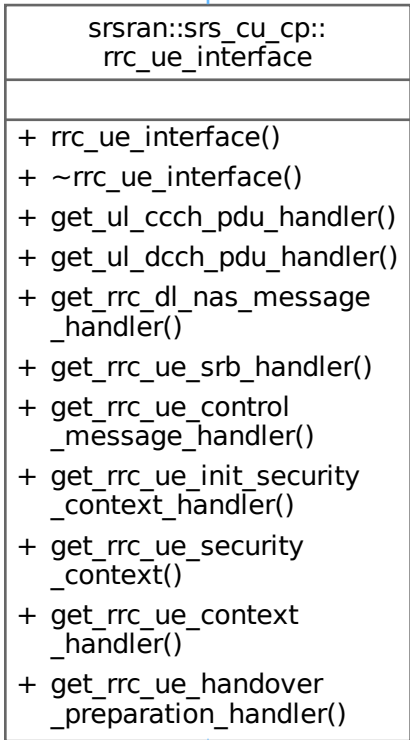 srsran::srs_cu_cp::
rrc_ue_interface
+ rrc_ue_interface()
+ ~rrc_ue_interface()
+ get_ul_ccch_pdu_handler()
+ get_ul_dcch_pdu_handler()
+ get_rrc_dl_nas_message
_handler()
+ get_rrc_ue_srb_handler()
+ get_rrc_ue_control
_message_handler()
+ get_rrc_ue_init_security
_context_handler()
+ get_rrc_ue_security
_context()
+ get_rrc_ue_context
_handler()
+ get_rrc_ue_handover
_preparation_handler()